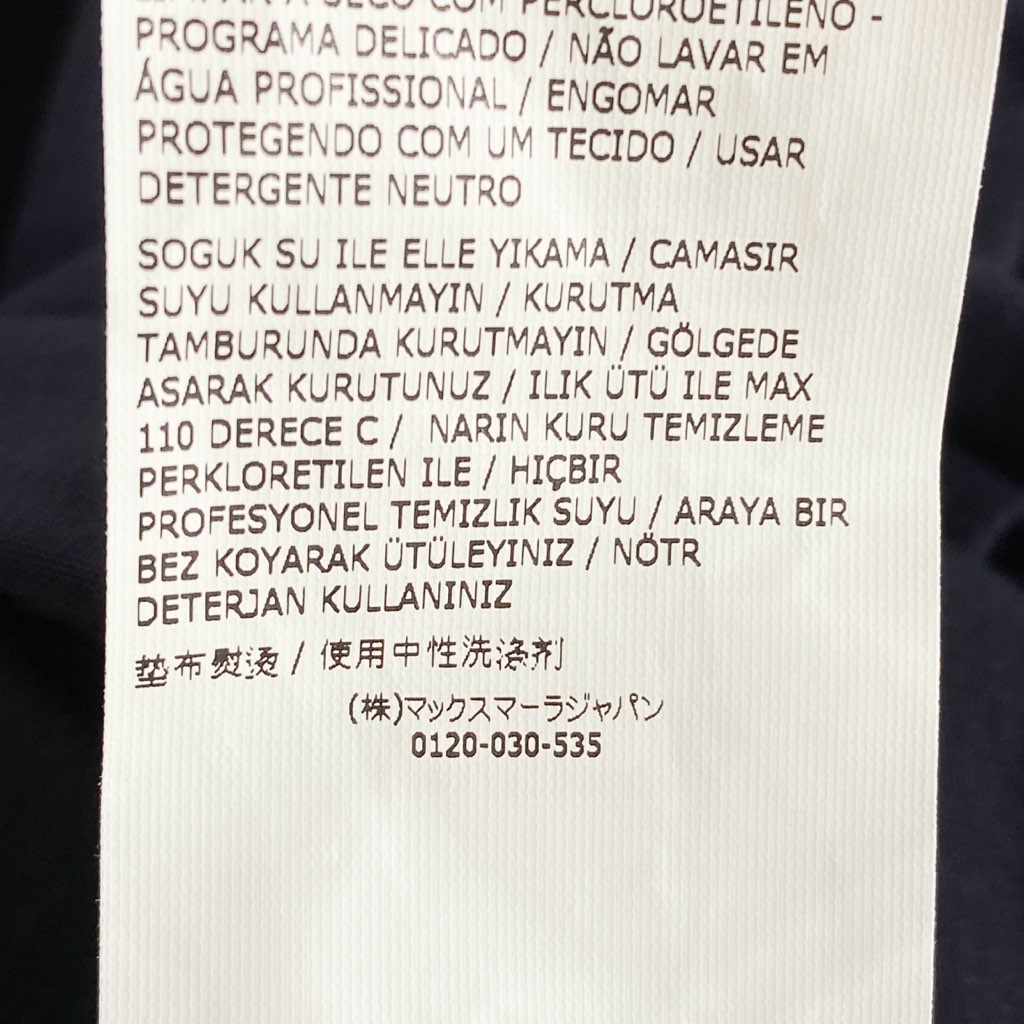 LIMPAR A SECO COM PERCLOROETILENO -
PROGRAMA DELICADO / NÃO LAVAR EM
ÁGUA PROFISSIONAL / ENGOMAR
PROTEGENDO COM UM TECIDO / USAR
DETERGENTE NEUTRO
SOGUK SU ILE ELLE YIKAMA / CAMASIR
SUYU KULLANMAYIN / KURUTMA
TAMBURUNDA KURUTMAYIN / GÖLGEDE
ASARAK KURUTUNUZ / ILIK ÜTÜ ILE MAX
110 DERECE C / NARIN KURU TEMIZLEME
PERKLORETILEN ILE / HIÇBIR
PROFESYONEL TEMIZLIK SUYU / ARAYA BIR
BEZ KOYARAK ÜTÜLEYINIZ / NÖTR
DETERJAN KULLANINIZ
垫布熨烫 / 使用中性洗涤剂
(株)マックスマーラジャパン
0120-030-535